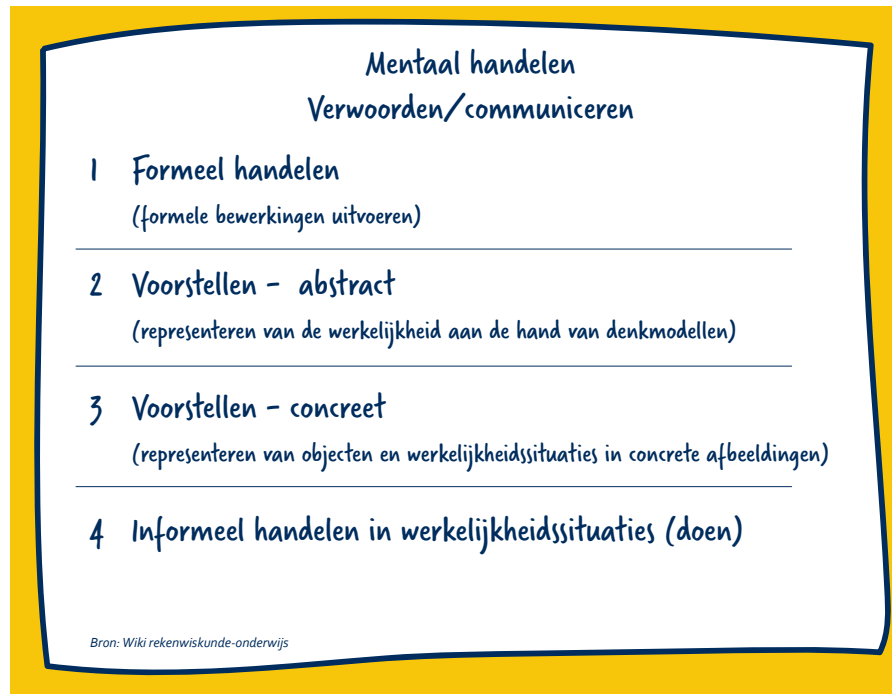 Mentaal handelen
Verwoorden/communiceren
1 Formeel handelen
(formele bewerkingen uitvoeren)
2 Voorstellen - abstract
(representeren van de werkelijkheid aan de hand van denkmodellen)
3 Voorstellen - concreet
(representeren van objecten en werkelijkheidssituaties in concrete afbeeldingen)
4 Informeel handelen in werkelijkheidssituaties (doen)
Bron: Wiki rekenwiskunde-onderwijs